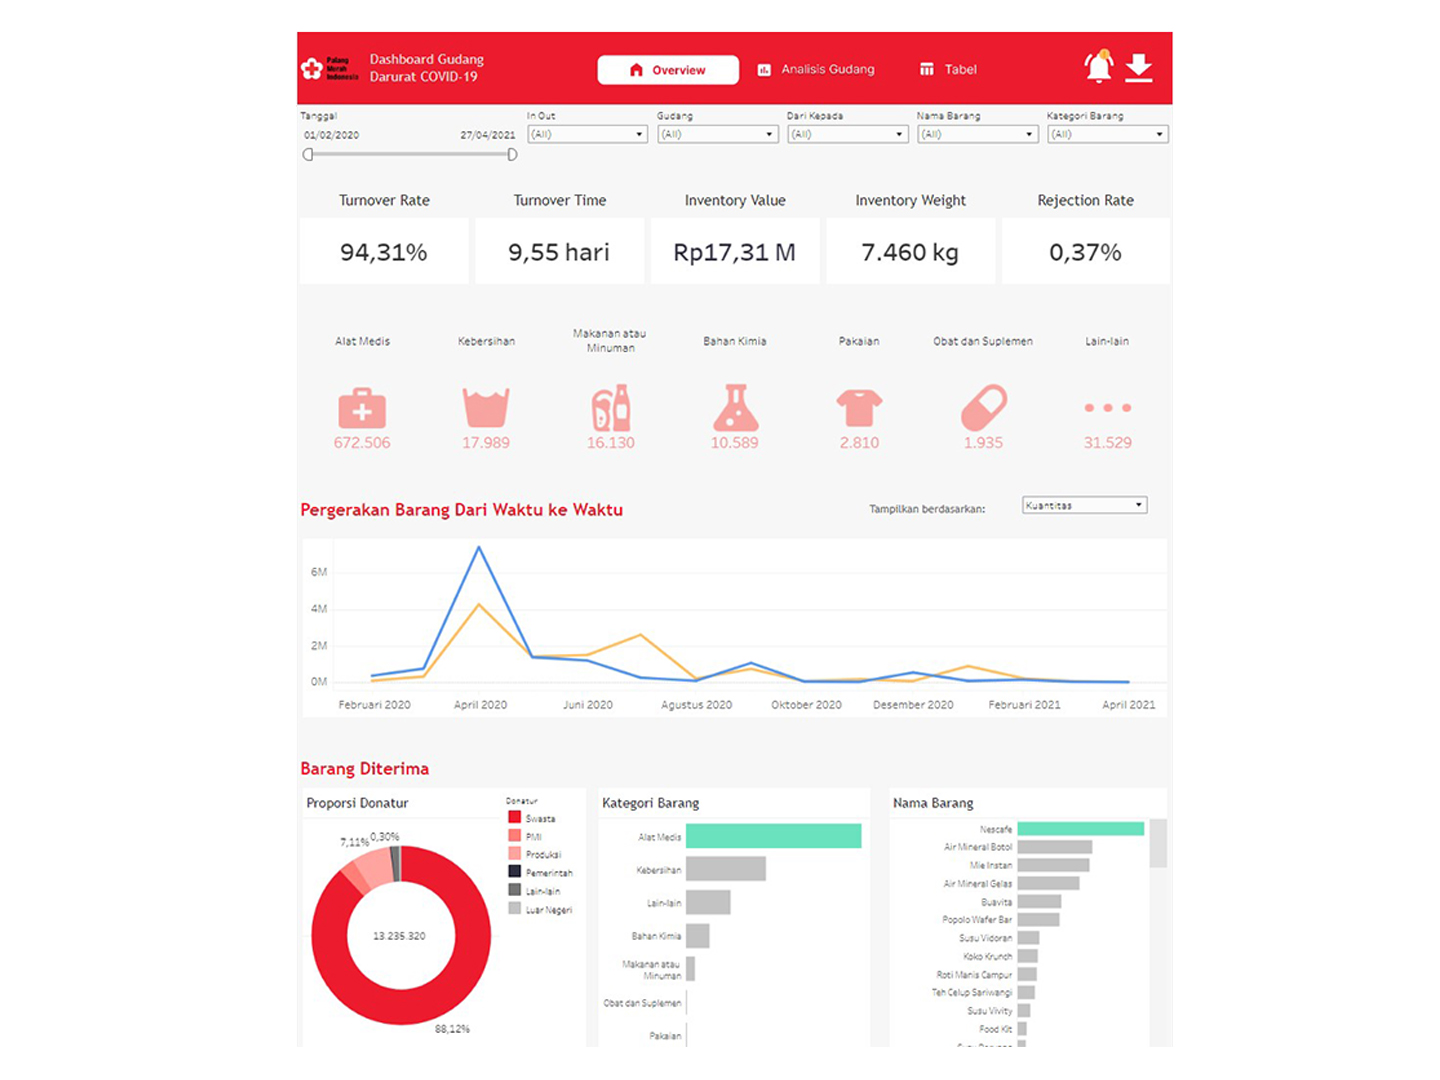 Palang
Merah
Indonesia
Dashboard Gudang
Darurat COVID-19
Overview
Analisis Gudang
Tabel
Tanggal
01/02/2020
27/04/2021
In Out
(All)
Gudang
(All)
Dari Kepada
(All)
Nama Barang
(All)
Kategori Barang
(All)
Turnover Rate
Turnover Time
Inventory Value
Inventory Weight
Rejection Rate
94,31%
9,55 hari
Rp17,31 M
7.460 kg
0,37%
Alat Medis
Kebersihan
Makanan atau
Minuman
Bahan Kimia
Pakaian
Obat dan Suplemen
Lain-lain
672.506
17.989
16.130
10.589
2.810
1.935
31.529
Pergerakan Barang Dari Waktu ke Waktu
Tampilkan berdasarkan:
Kuantitas
6M
4M
2M
0M
Februari 2020
April 2020
Juni 2020
Agustus 2020
Oktober 2020
Desember 2020
Februari 2021
April 2021
Barang Diterima
Proporsi Donatur
7,11%
0,30%
13.235.320
88,12%
Donatur
Swasta
PMI
Produksi
Pemerintah
Lain-lain
Luar Negeri
Kategori Barang
Alat Medis
Kebersihan
Lain-lain
Bahan Kimia
Makanan atau
Minuman
Obat dan Suplemen
Pakaian
Nama Barang
Nescafe
Air Mineral Botol
Mie Instan
Air Mineral Gelas
Buavita
Popolo Wafer Bar
Susu Vidoran
Koko Krunch
Roti Manis Campur
Teh Celup Sariwangi
Susu Vivity
Food Kit